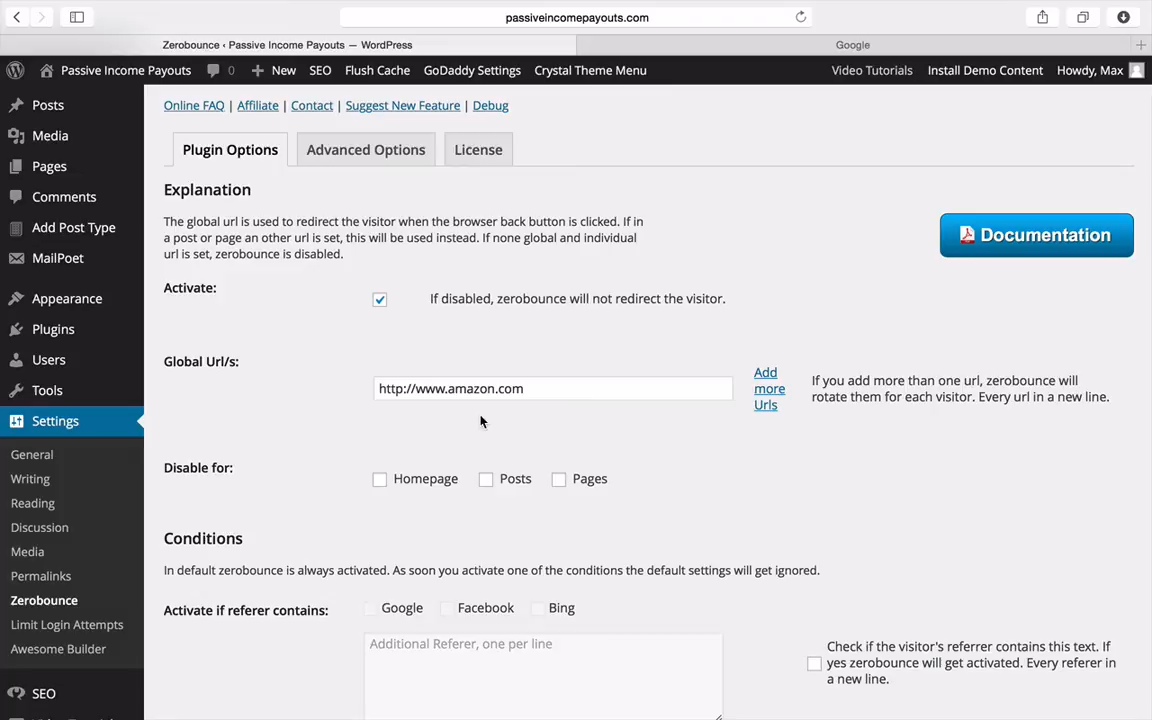 passiveincomepayouts.com
Zerobounce ‹ Passive Income Payouts — WordPress
Google
Passive Income Payouts
0
New
SEO
Flush Cache
GoDaddy Settings
Crystal Theme Menu
Video Tutorials
Install Demo Content
Howdy, Max
Posts
Media
Pages
Comments
Add Post Type
MailPoet
Appearance
Plugins
Users
Tools
Settings
General
Writing
Reading
Discussion
Media
Permalinks
Zerobounce
Limit Login Attempts
Awesome Builder
SEO
Online FAQ | Affiliate | Contact | Suggest New Feature | Debug
Plugin Options
Advanced Options
License
Explanation
The global url is used to redirect the visitor when the browser back button is clicked. If in
a post or page an other url is set, this will be used instead. If none global and individual
url is set, zerobounce is disabled.
Documentation
Activate:
If disabled, zerobounce will not redirect the visitor.
Global Url/s:
http://www.amazon.com
Add
more
Urls
If you add more than one url, zerobounce will
rotate them for each visitor. Every url in a new line.
Disable for:
Homepage
Posts
Pages
Conditions
In default zerobounce is always activated. As soon you activate one of the conditions the default settings will get ignored.
Activate if referer contains:
Google
Facebook
Bing
Additional Referer, one per line
Check if the visitor's referrer contains this text. If
yes zerobounce will get activated. Every referer in
a new line.